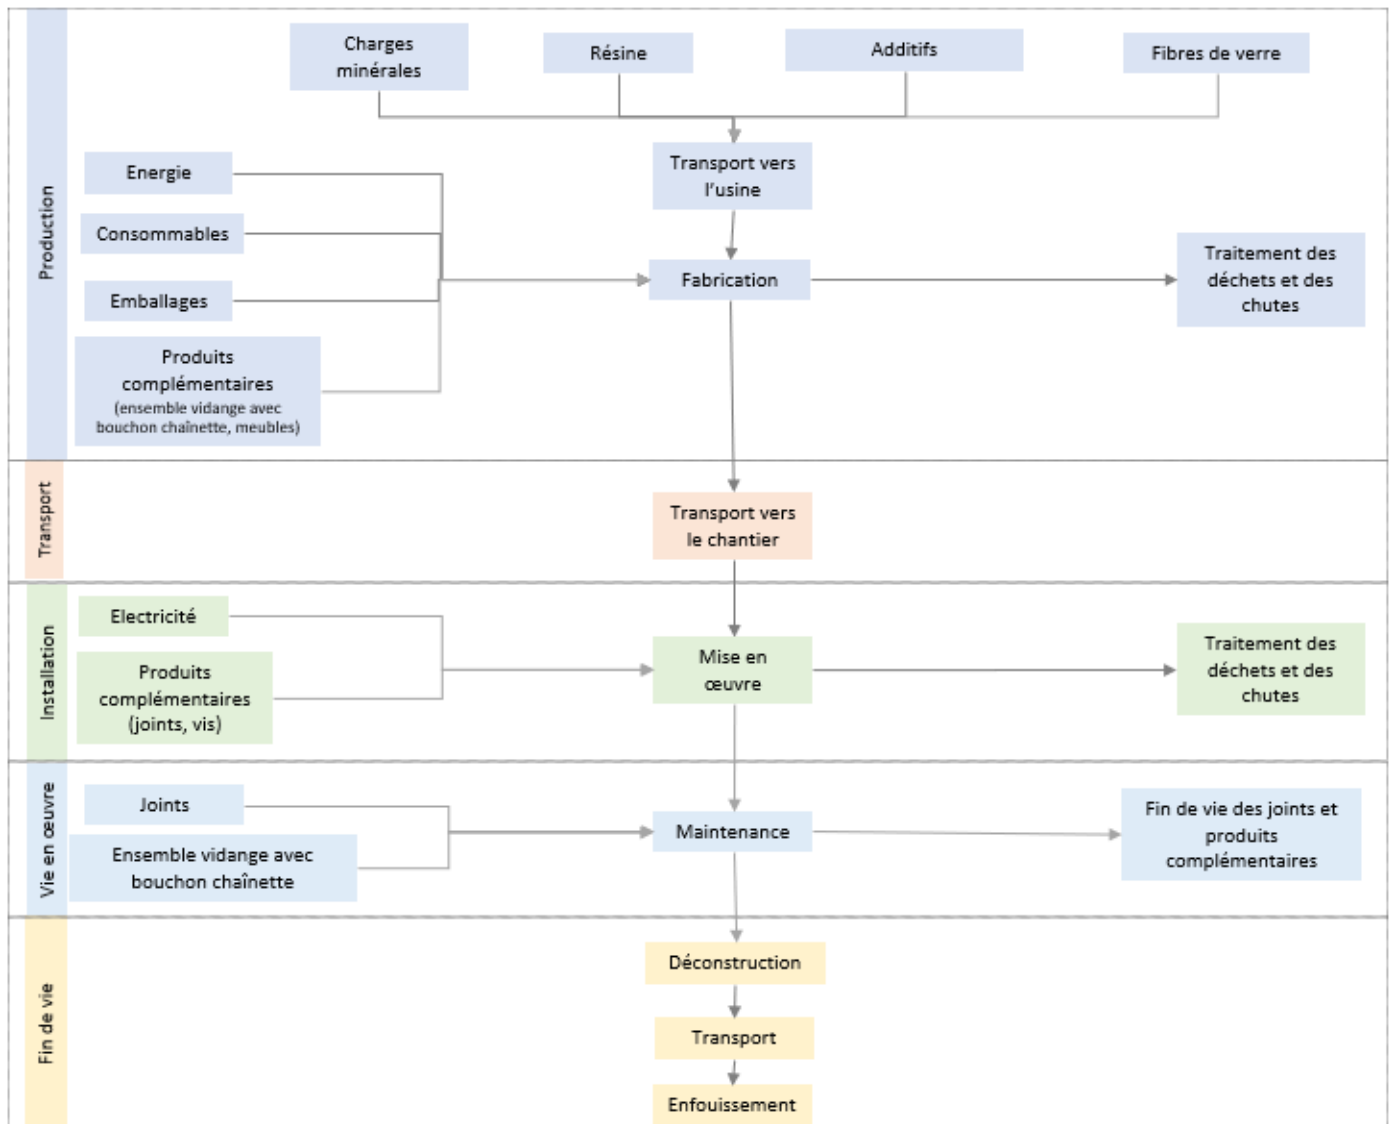 Production
Charges
minérales
Résine
Additifs
Fibres de verre
Transport vers
l'usine
Energie
Consommables
Emballages
Produits
complémentaires
(ensemble vidange avec
bouchon chaînette, meubles)
Fabrication
Traitement des
déchets et des
chutes
Transport
Transport vers
le chantier
Installation
Electricité
Produits
complémentaires
(joints, vis)
Mise en
œuvre
Traitement des
déchets et des
chutes
Vie en œuvre
Joints
Ensemble vidange avec
bouchon chaînette
Maintenance
Fin de vie des joints et
produits
complémentaires
Fin de vie
Déconstruction
Transport
Enfouissement